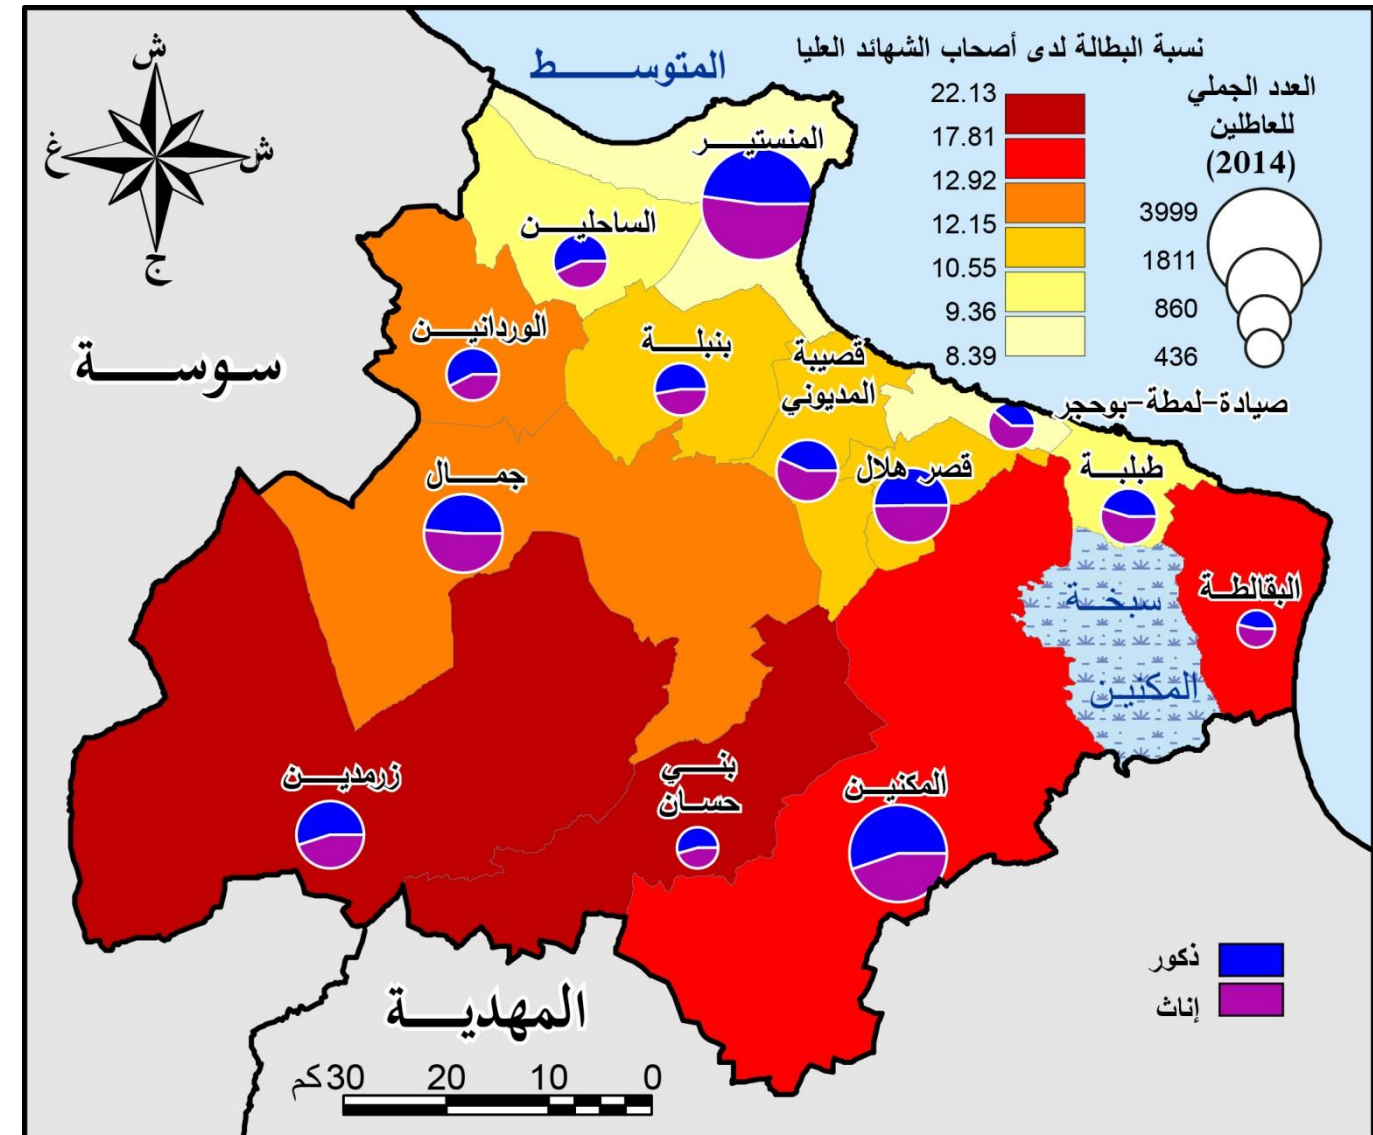 نسبة البطالة لدى أصحاب الشهائد العليا
22.13
17.81
12.92
12.15
10.55
9.36
8.39
العدد الجملي
للعاطلين
(2014)
3999
1811
860
436
ش
ش
غ
ج
المتوسط
المنستير
الساحلين
الوردانين
بنبلة
قصيبة
المديوني
صيادة-لمطة-بوحجر
قصر هلال
طبلبة
جمال
البقالطة
سبخة
المكنين
زرمدين
بني
حسان
المكنين
سوسة
المهدية
ذكور
إناث
0 10 20 30 كم